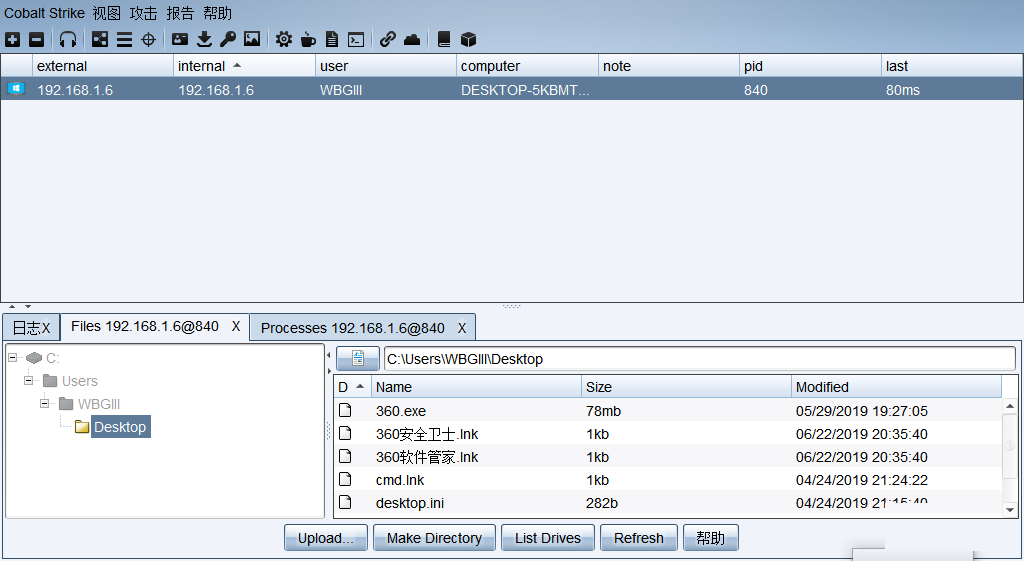 Cobalt Strike 视图 攻击 报告 帮助
external internal user computer note pid last
192.168.1.6 192.168.1.6 WBGlll DESKTOP-5KBMT... 840 80ms
日志X Files 192.168.1.6@840 X Processes 192.168.1.6@840 X
C:
Users
WBGlll
Desktop
C:\Users\WBGlll\Desktop
D Name Size Modified
360.exe 78mb 05/29/2019 19:27:05
360安全卫士.lnk 1kb 06/22/2019 20:35:40
360软件管家.lnk 1kb 06/22/2019 20:35:40
cmd.lnk 1kb 04/24/2019 21:24:22
desktop.ini 282b 04/24/2019 21:15:40
Upload... Make Directory List Drives Refresh 帮助